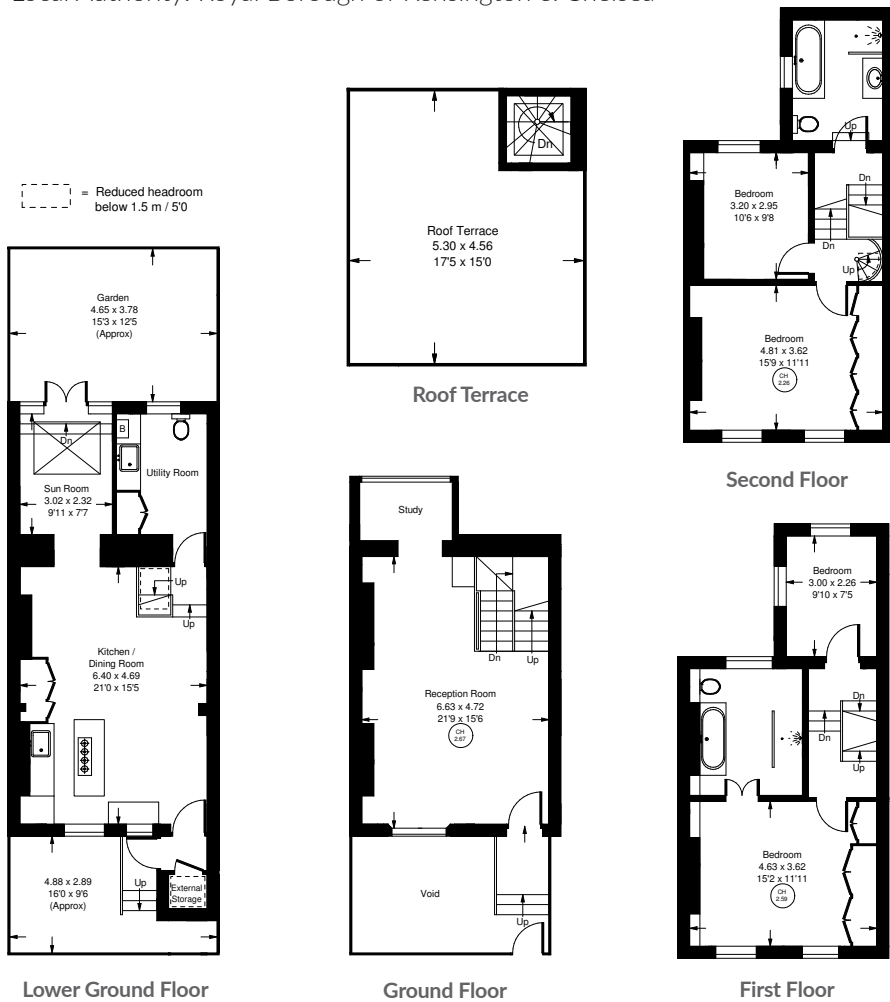 Local Authority: Royal Borough of Kensington & Chelsea
= Reduced headroom
below 1.5 m / 5'0
Garden
4.65 x 3.78
15'3 x 12'5
(Approx)
Dn
B
Utility Room
Sun Room
3.02 x 2.32
9'11 x 7'7
Up
Up
Kitchen /
Dining Room
6.40 x 4.69
21'0 x 15'5
4.88 x 2.89
16'0 x 9'6
(Approx)
Up
External
Storage
Lower Ground Floor
Dn
Roof Terrace
5.30 x 4.56
17'5 x 15'0
Roof Terrace
Study
Dn
Up
Reception Room
6.63 x 4.72
21'9 x 15'6
CH
2.67
Void
Up
Ground Floor
Up
Bedroom
3.20 x 2.95
10'6 x 9'8
Dn
Dn
Up
Bedroom
4.81 x 3.62
15'9 x 11'11
CH
2.26
Second Floor
Bedroom
3.00 x 2.26
9'10 x 7'5
Dn
Dn
Up
Bedroom
4.63 x 3.62
15'2 x 11'11
CH
2.59
First Floor